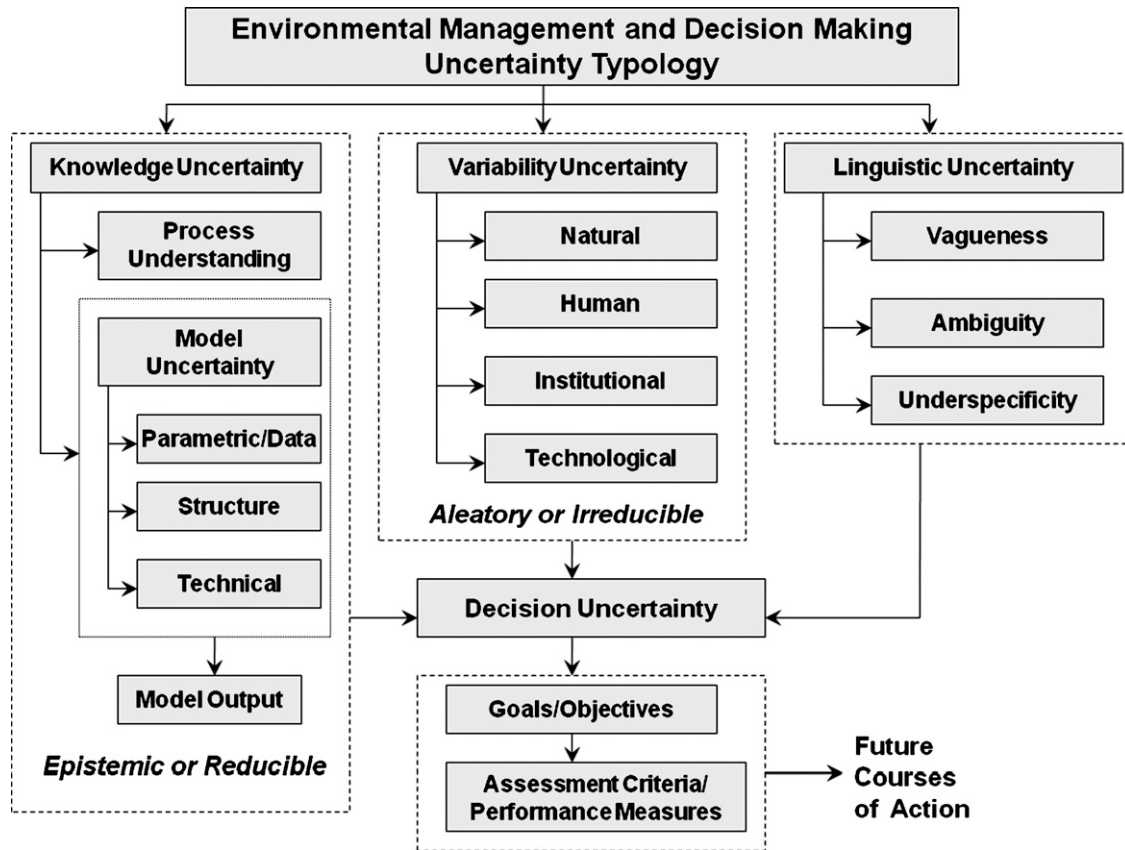 Environmental Management and Decision Making
Uncertainty Typology
Knowledge Uncertainty
Process
Understanding
Model
Uncertainty
Parametric/Data
Structure
Technical
Model Output
Epistemic or Reducible
Variability Uncertainty
Natural
Human
Institutional
Technological
Aleatory or Irreducible
Linguistic Uncertainty
Vagueness
Ambiguity
Underspecificity
Decision Uncertainty
Goals/Objectives
Assessment Criteria/
Performance Measures
Future
Courses
of Action